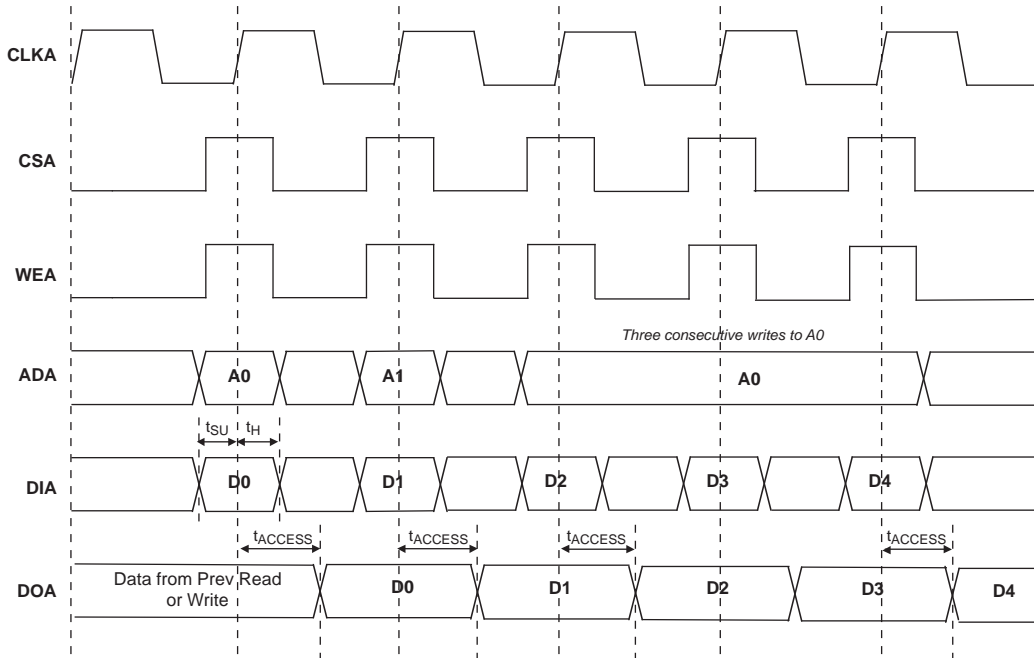 CLKA
CSA
WEA
Three consecutive writes to A0
ADA A0 A1 A0
tSU tH
DIA D0 D1 D2 D3 D4
tACCESS tACCESS tACCESS tACCESS
DOA Data from Prev Read
or Write D0 D1 D2 D3 D4